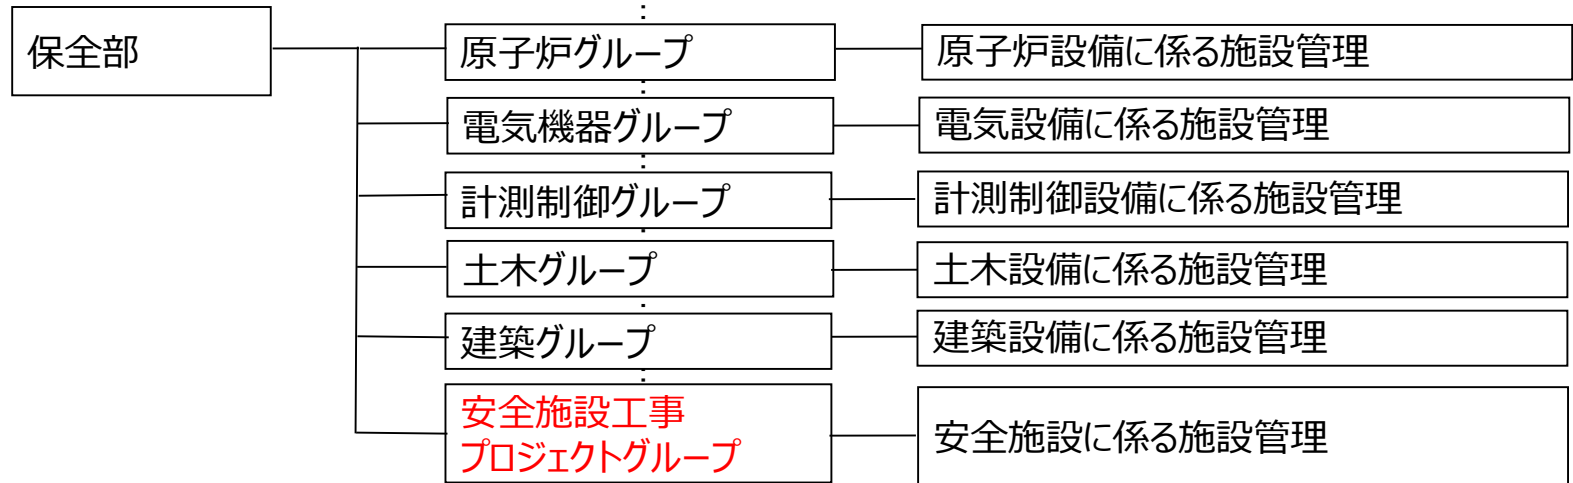 保全部
原子炉グループ
原子炉設備に係る施設管理
電気機器グループ
電気設備に係る施設管理
計測制御グループ
計測制御設備に係る施設管理
土木グループ
土木設備に係る施設管理
建築グループ
建築設備に係る施設管理
安全施設工事
プロジェクトグループ
安全施設に係る施設管理